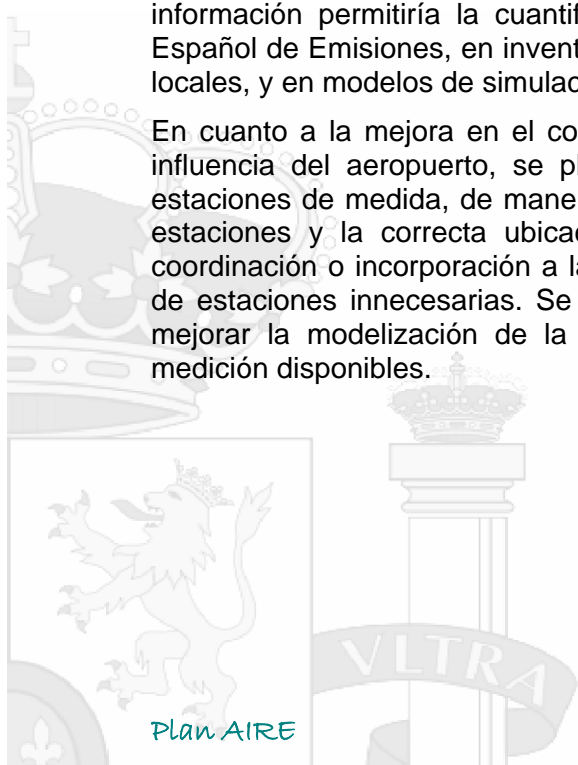 información permitiría la cuantif
Español de Emisiones, en invent
locales, y en modelos de simulac
En cuanto a la mejora en el co
influencia del aeropuerto, se pl
estaciones de medida, de mane
estaciones y la correcta ubicac
coordinación o incorporación a la
de estaciones innecesarias. Se
mejorar la modelización de la
medición disponibles.
VLTRA
Plan AIRE